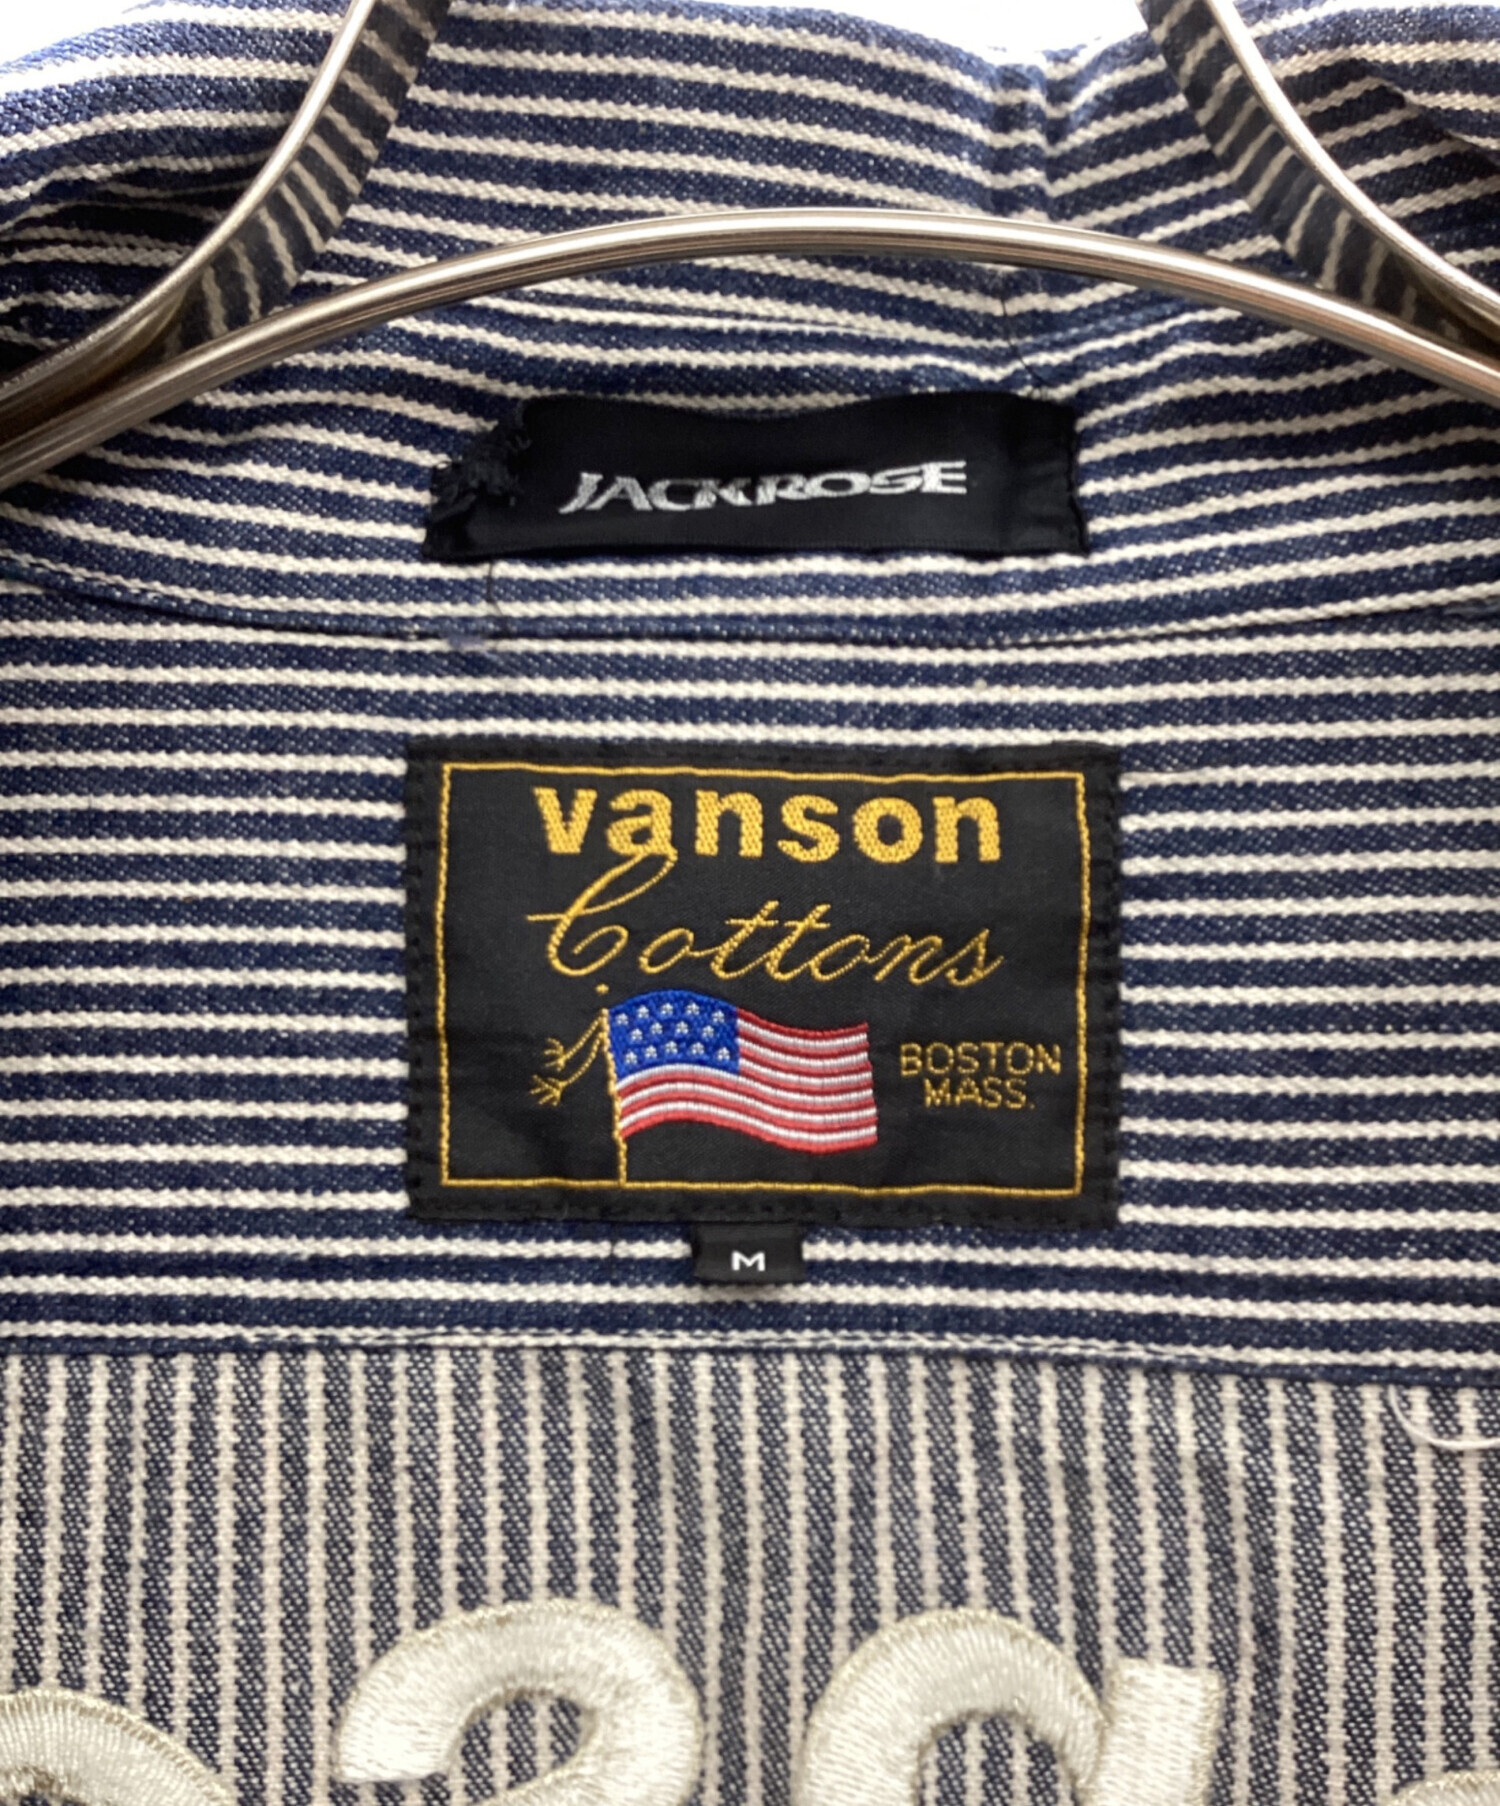 JACKROSE
vanson
Cottons
BOSTON
MASS.
M